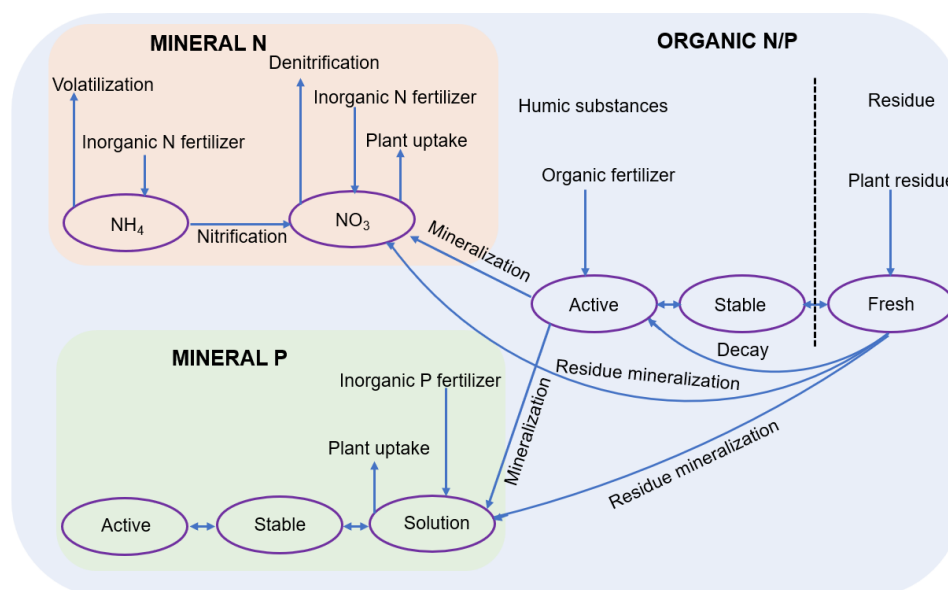 MINERAL N
ORGANIC N/P
Denitrification
Volatilization
Inorganic N fertilizer
Humic substances
Residue
Inorganic N fertilizer
Plant uptake
Organic fertilizer
Plant residue
NH₄
NO₃
Nitrification
Mineralization
Active
Stable
Fresh
Decay
MINERAL P
Residue mineralization
Inorganic P fertilizer
Mineralization
Plant uptake
Residue mineralization
Active
Stable
Solution